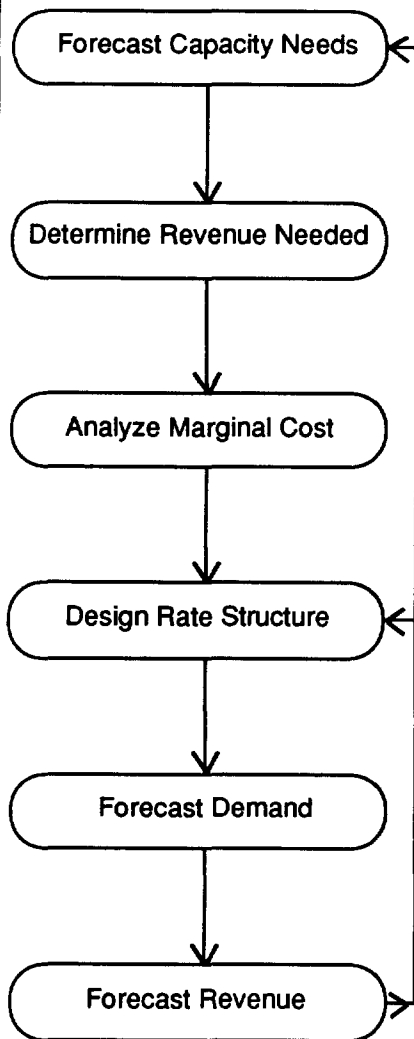 Forecast Capacity Needs
Determine Revenue Needed
Analyze Marginal Cost
Design Rate Structure
Forecast Demand
Forecast Revenue